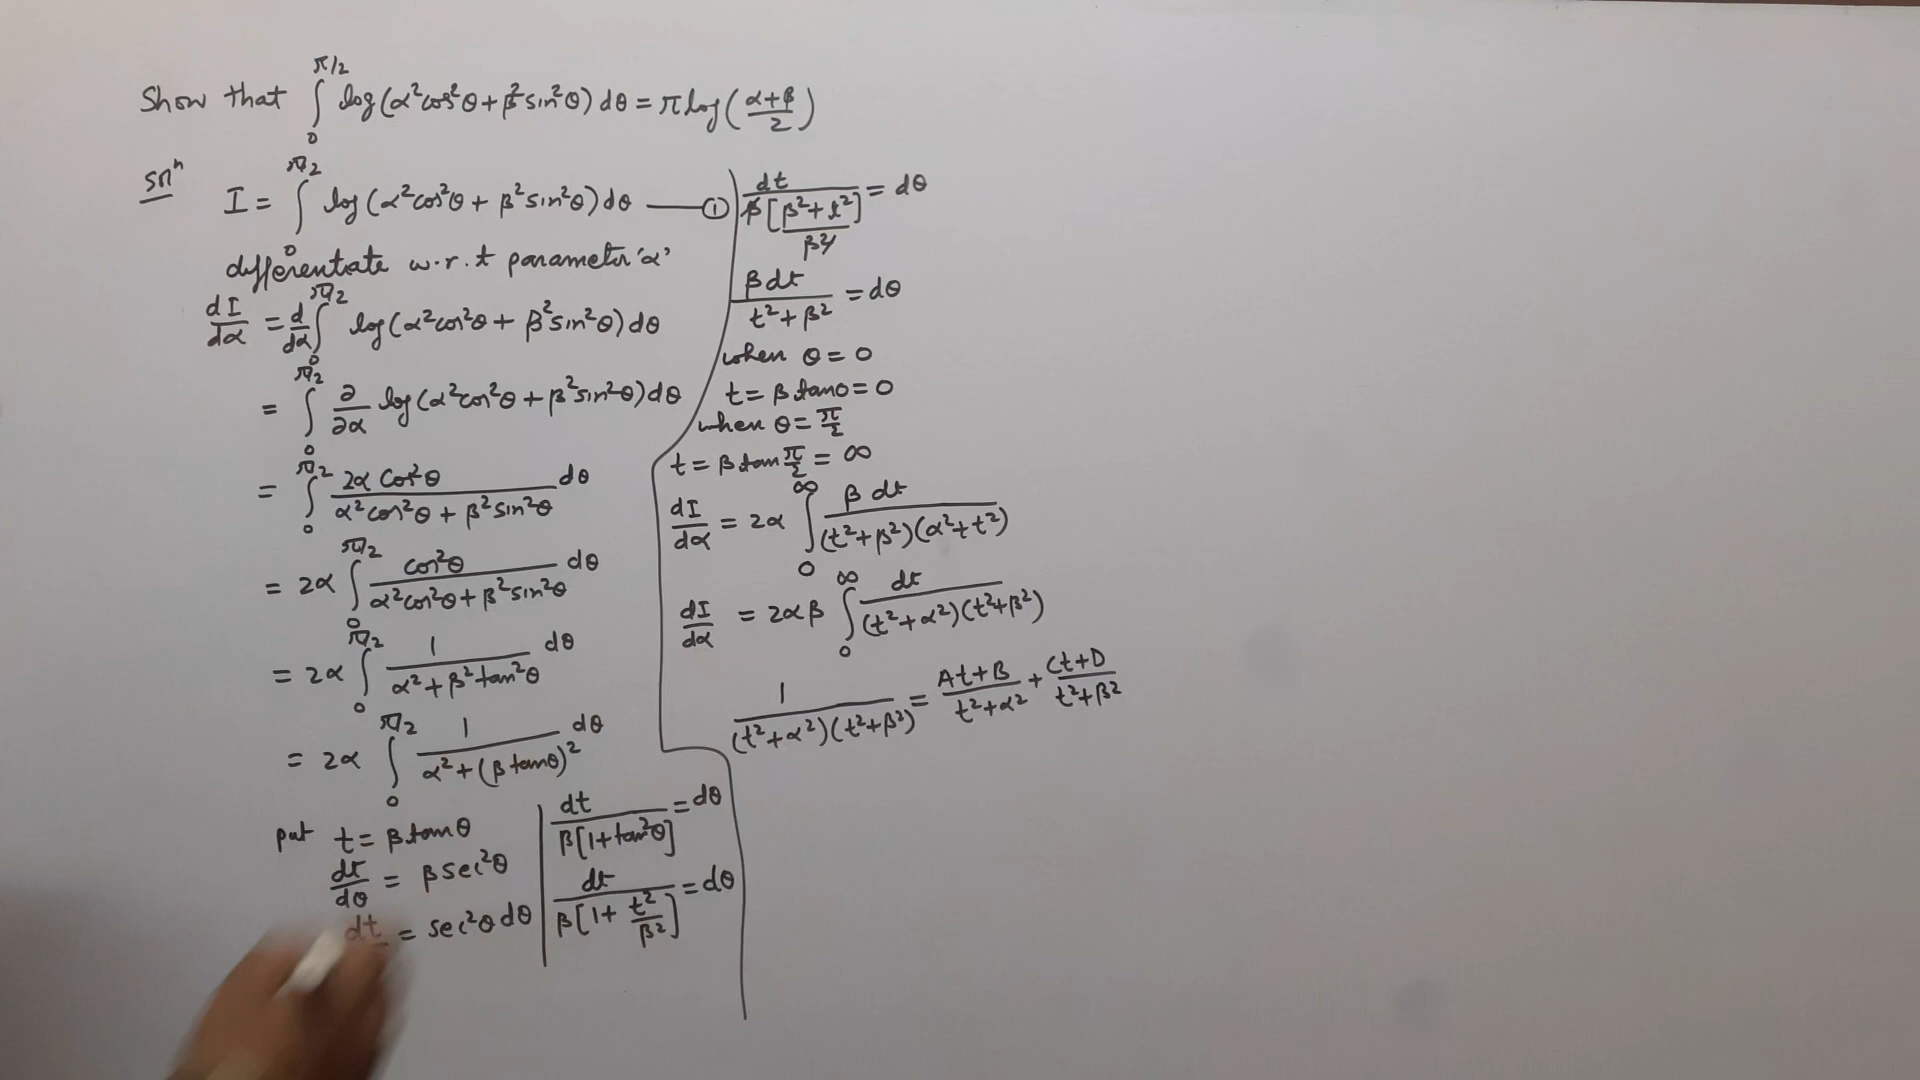 Show that ∫₀^{π/2} log(α²cos²θ + β²sin²θ) dθ = π log((α+β)/2)
solⁿ
I = ∫₀^{π/2} log(α²cos²θ + β²sin²θ) dθ —— ①
differentiate w.r.t parameter 'α'
dI/dα = d/dα ∫₀^{π/2} log(α²cos²θ + β²sin²θ) dθ
= ∫₀^{π/2} ∂/∂α log(α²cos²θ + β²sin²θ) dθ
= ∫₀^{π/2} 2α cos²θ / (α²cos²θ + β²sin²θ) dθ
= 2α ∫₀^{π/2} cos²θ / (α²cos²θ + β²sin²θ) dθ
= 2α ∫₀^{π/2} 1 / (α² + β²tan²θ) dθ
= 2α ∫₀^{π/2} 1 / (α² + (β tanθ)²) dθ
put t = β tanθ
dt/dθ = β sec²θ
dt = sec²θ dθ
dt / β[1+tan²θ] = dθ
dt / β[1 + t²/β²] = dθ
dt / β[(β²+t²)/β²] = dθ
β dt / (t²+β²) = dθ
when θ = 0
t = β tan0 = 0
when θ = π/2
t = β tan π/2 = ∞
dI/dα = 2α ∫₀^∞ β dt / (t²+β²)(α²+t²)
dI/dα = 2αβ ∫₀^∞ dt / (t²+α²)(t²+β²)
1 / (t²+α²)(t²+β²) = (At+B)/(t²+α²) + (Ct+D)/(t²+β²)